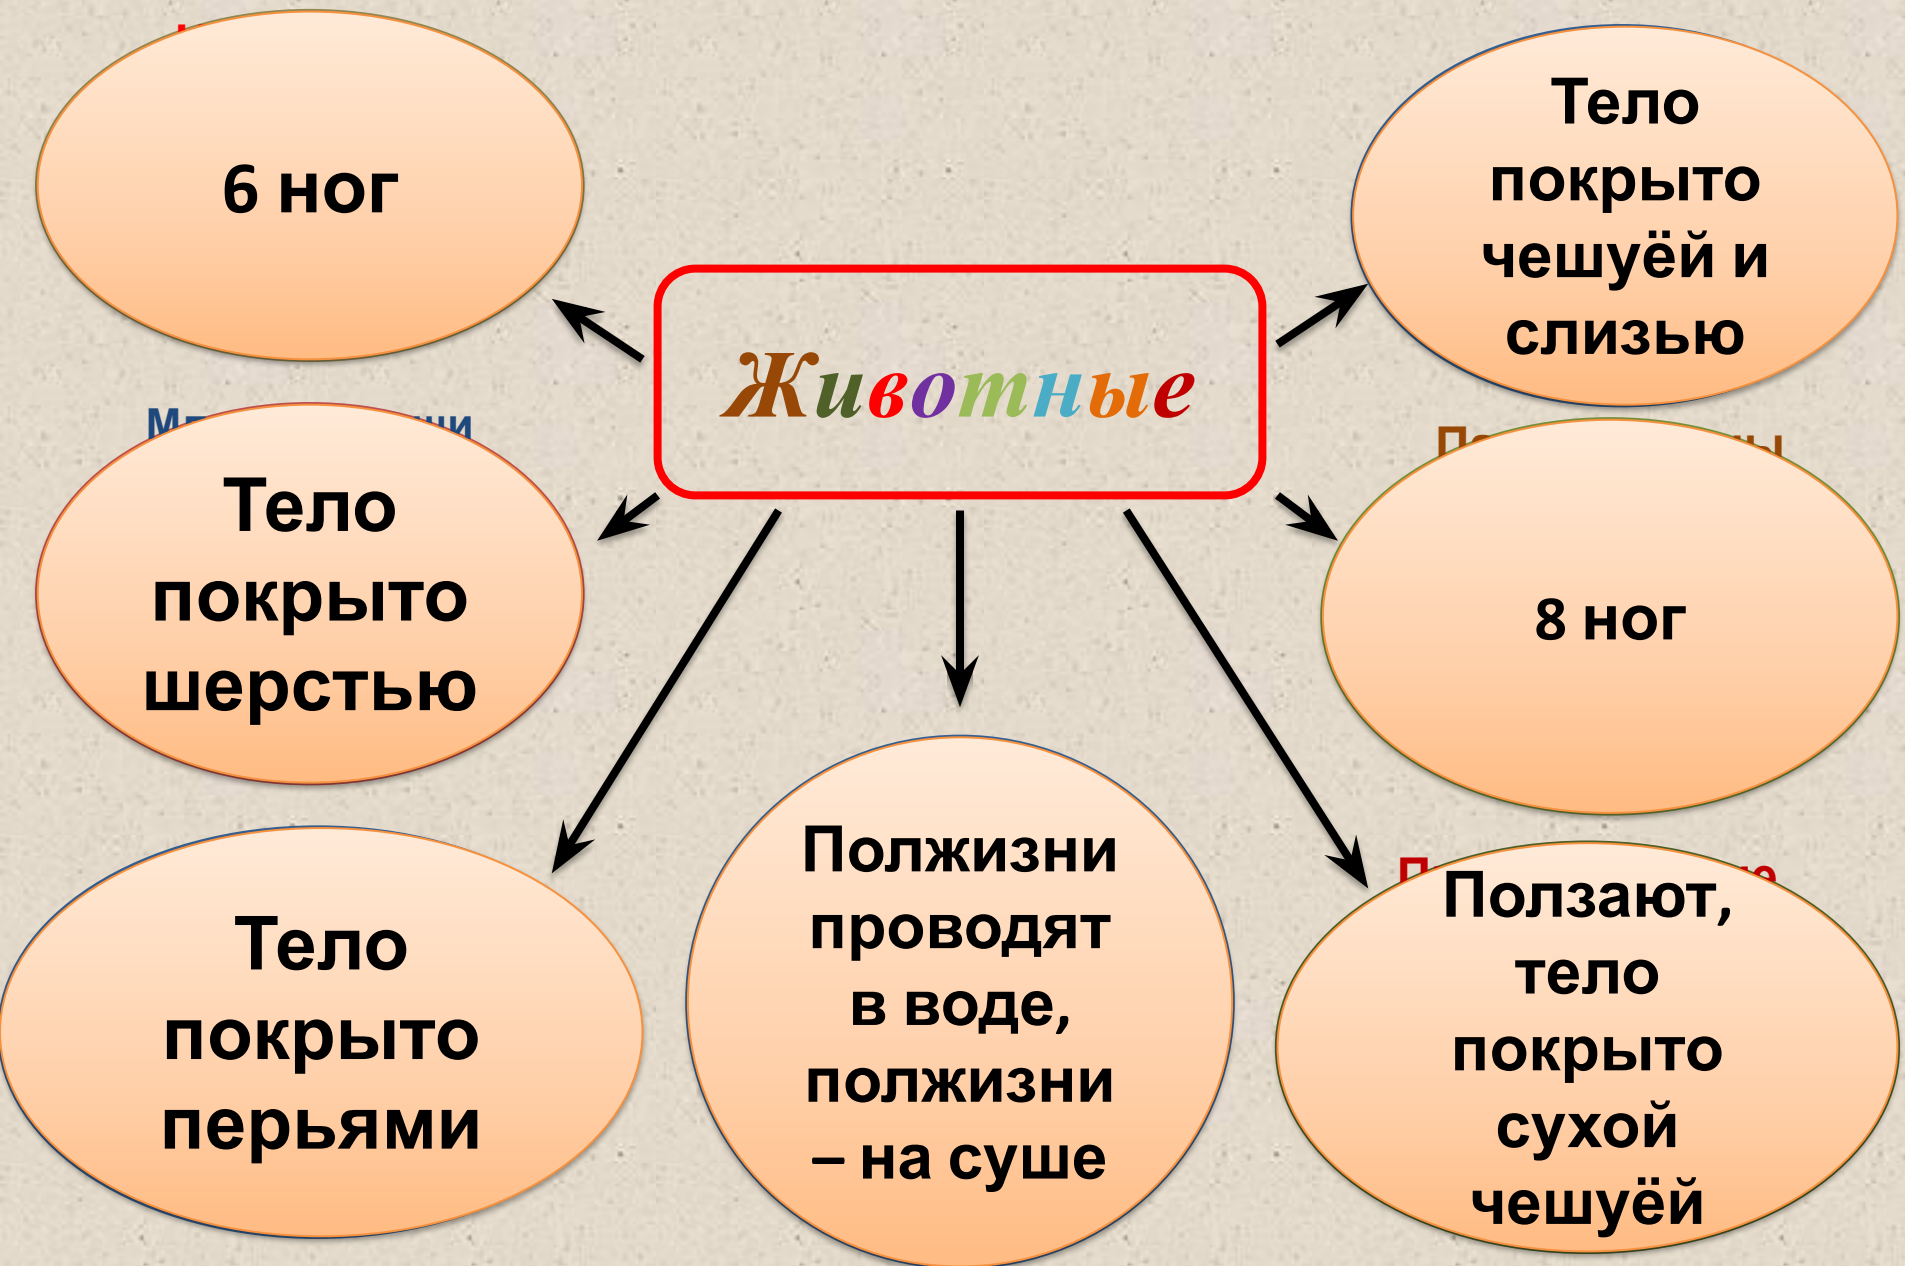 6 ног
Тело
покрыто
чешуёй и
слизью
Животные
Тело
покрыто
шерстью
8 ног
Тело
покрыто
перьями
Полжизни
проводят
в воде,
полжизни
– на суше
Ползают,
тело
покрыто
сухой
чешуёй